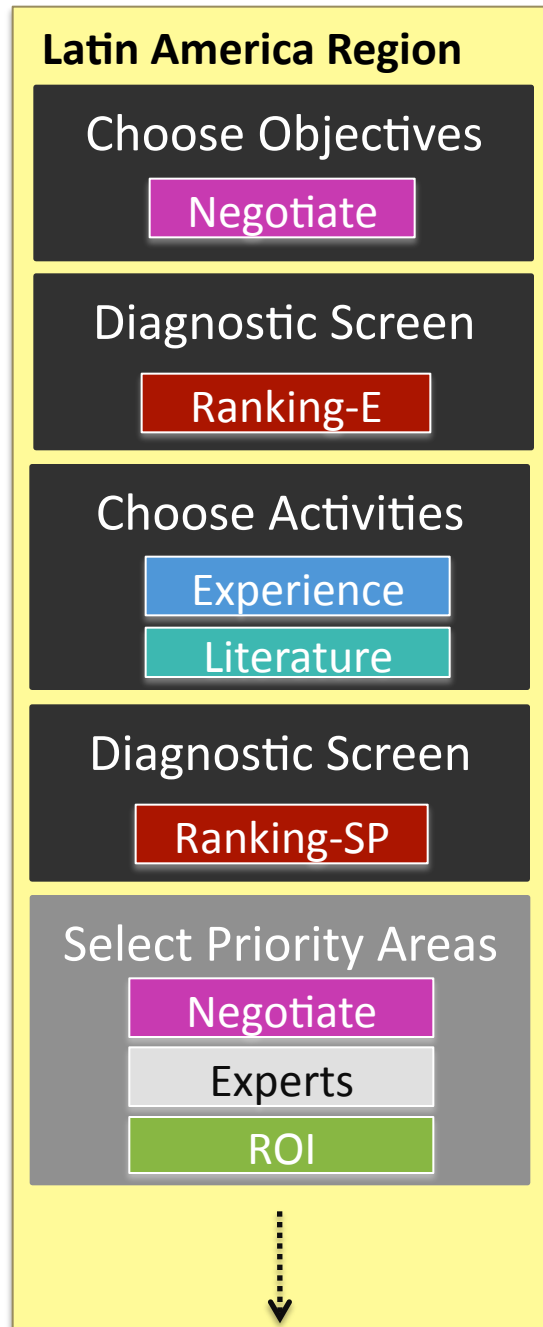 Latin America Region
Choose Objectives
Negotiate
Diagnostic Screen
Ranking-E
Choose Activities
Experience
Literature
Diagnostic Screen
Ranking-SP
Select Priority Areas
Negotiate
Experts
ROI